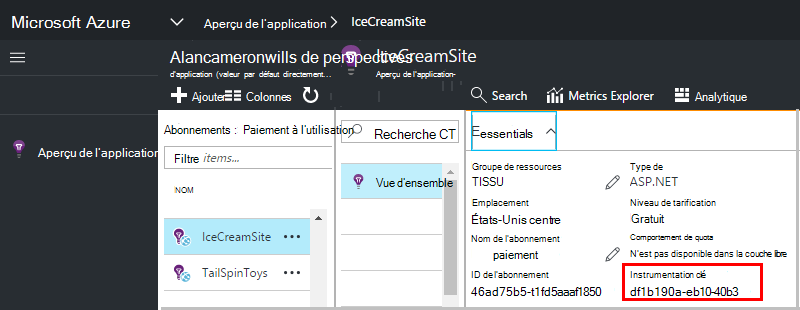 Microsoft Azure
Aperçu de l'application
IceCreamSite
Alancameronwills de perspectives
d'application (valeur par défaut directement...
IceCreamSite
Aperçu de l'application-
Ajouter
Colonnes
Search
Metrics Explorer
Analytique
Aperçu de l'application
Abonnements : Paiement à l'utilisation
Filtre items...
NOM
IceCreamSite
TailSpinToys
Recherche CT
Vue d'ensemble
Eessentials
Groupe de ressources
TISSU
Type de
ASP.NET
Emplacement
États-Unis centre
Niveau de tarification
Gratuit
Nom de l'abonnement
paiement
Comportement de quota
N'est pas disponible dans la couche libre
ID de l'abonnement
46ad75b5-t1fd5aaaf1850
Instrumentation clé
df1b190a-eb10-40b3